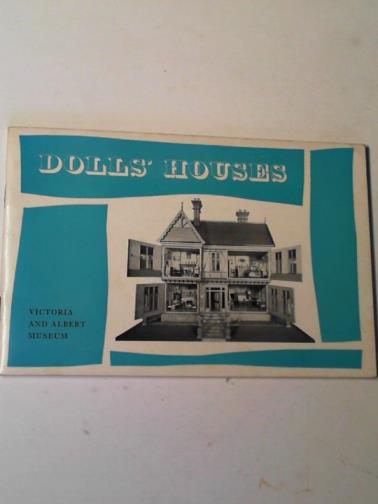 DOLLS' HOUSES
VICTORIA
AND ALBERT
MUSEUM